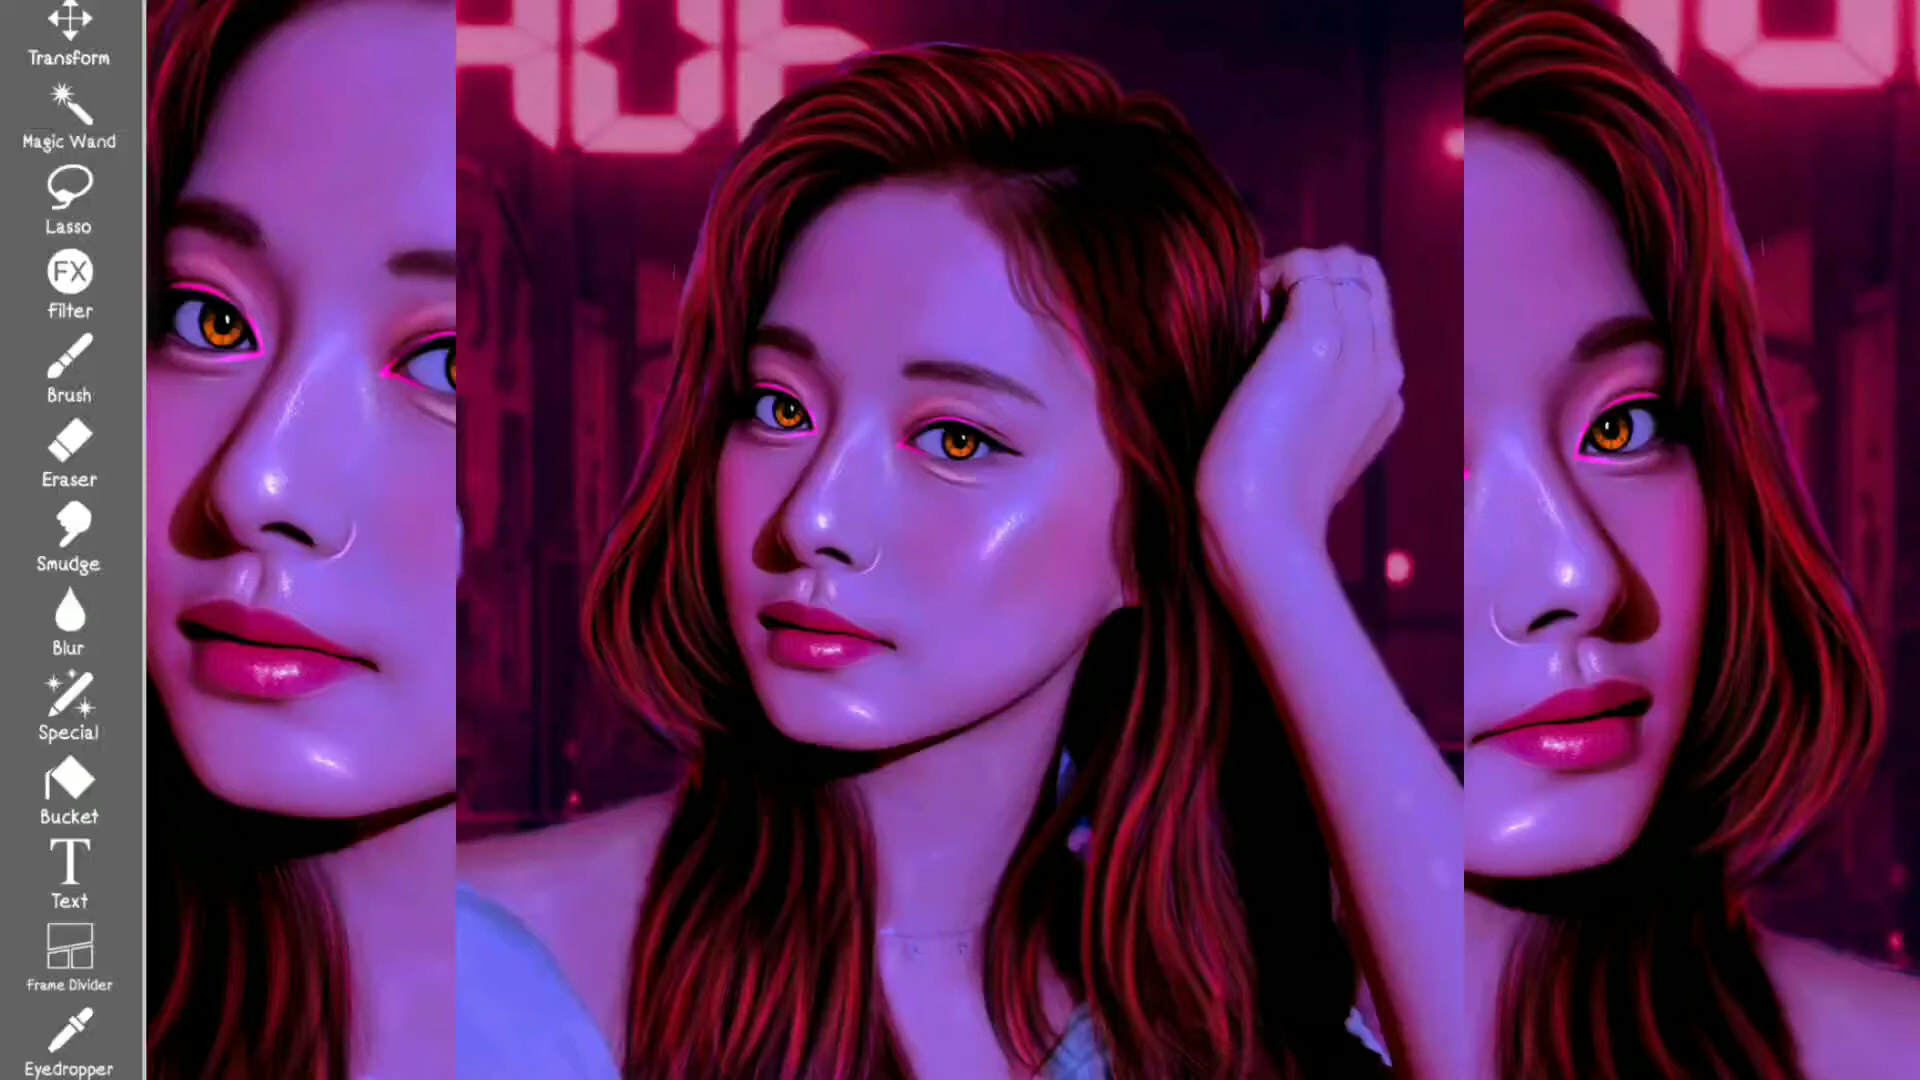 Transform
Magic Wand
Lasso
FX
Filter
Brush
Eraser
Smudge
Blur
Special
Bucket
T
Text
Frame Divider
Eyedropper